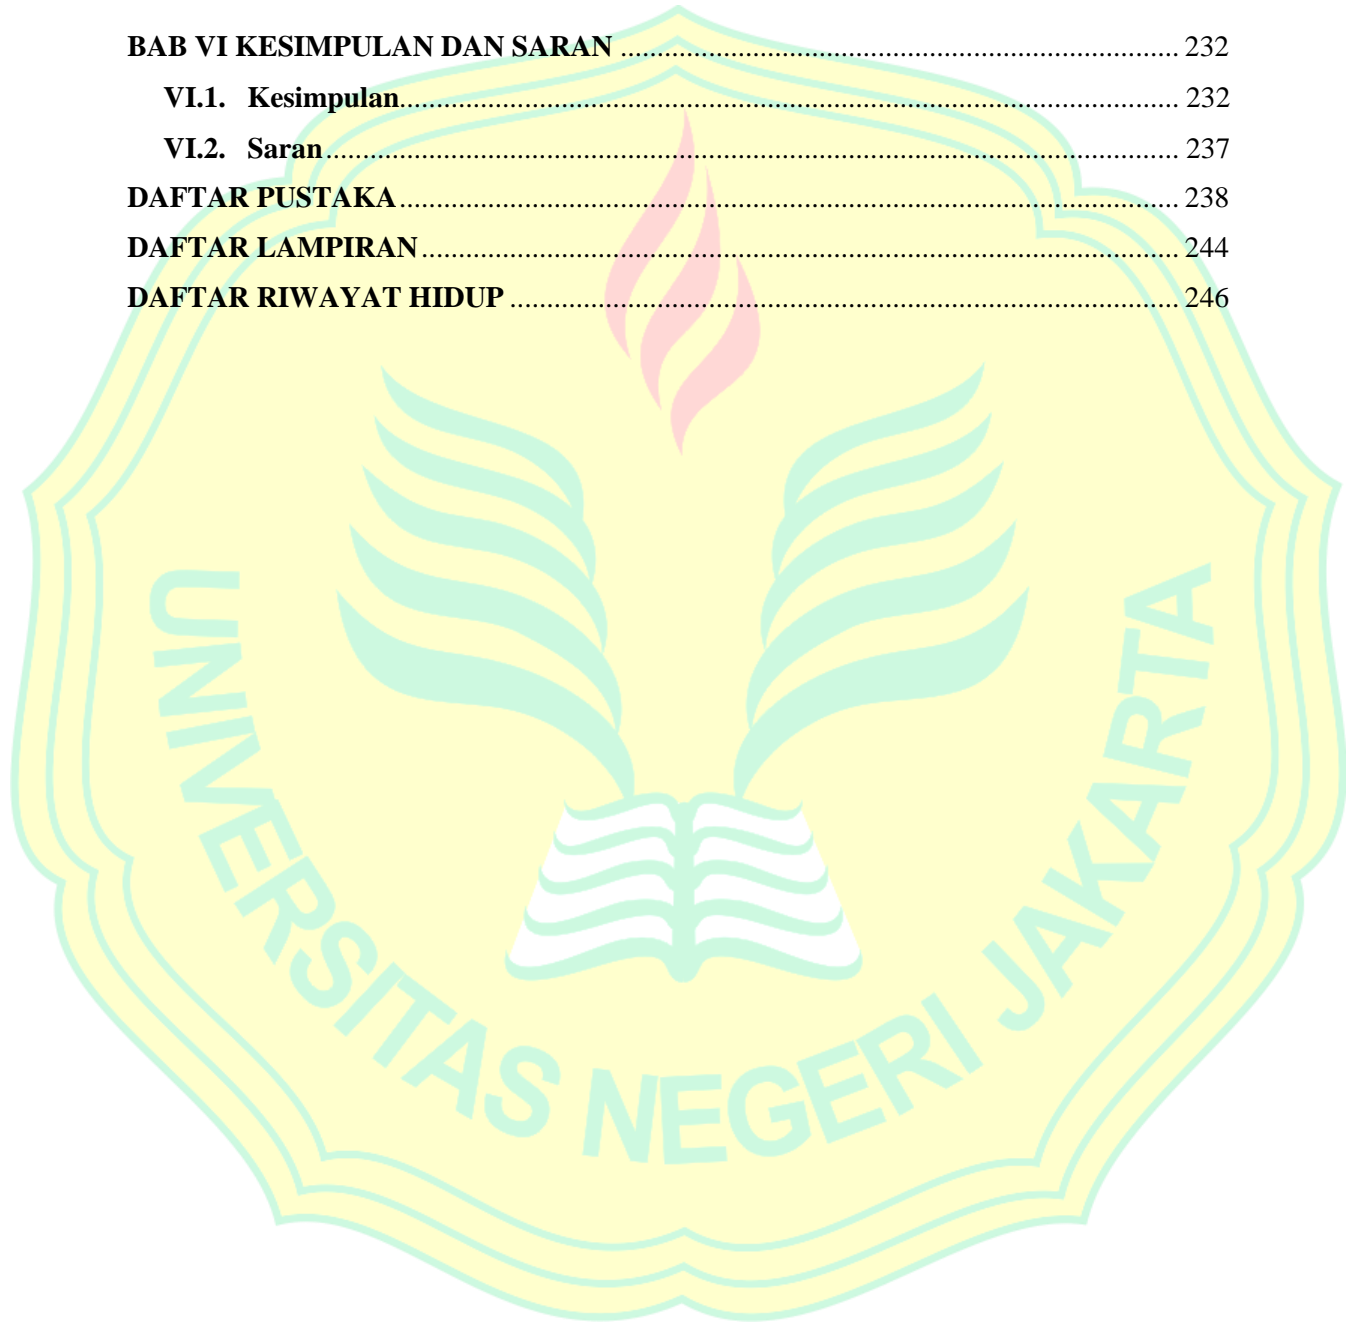 BAB VI KESIMPULAN DAN SARAN ........................................................................... 232
VI.1. Kesimpulan........................................................................................................ 232
VI.2. Saran.................................................................................................................. 237
DAFTAR PUSTAKA........................................................................................................ 238
DAFTAR LAMPIRAN..................................................................................................... 244
DAFTAR RIWAYAT HIDUP .......................................................................................... 246
UNIVERSITAS NEGERI JAKARTA